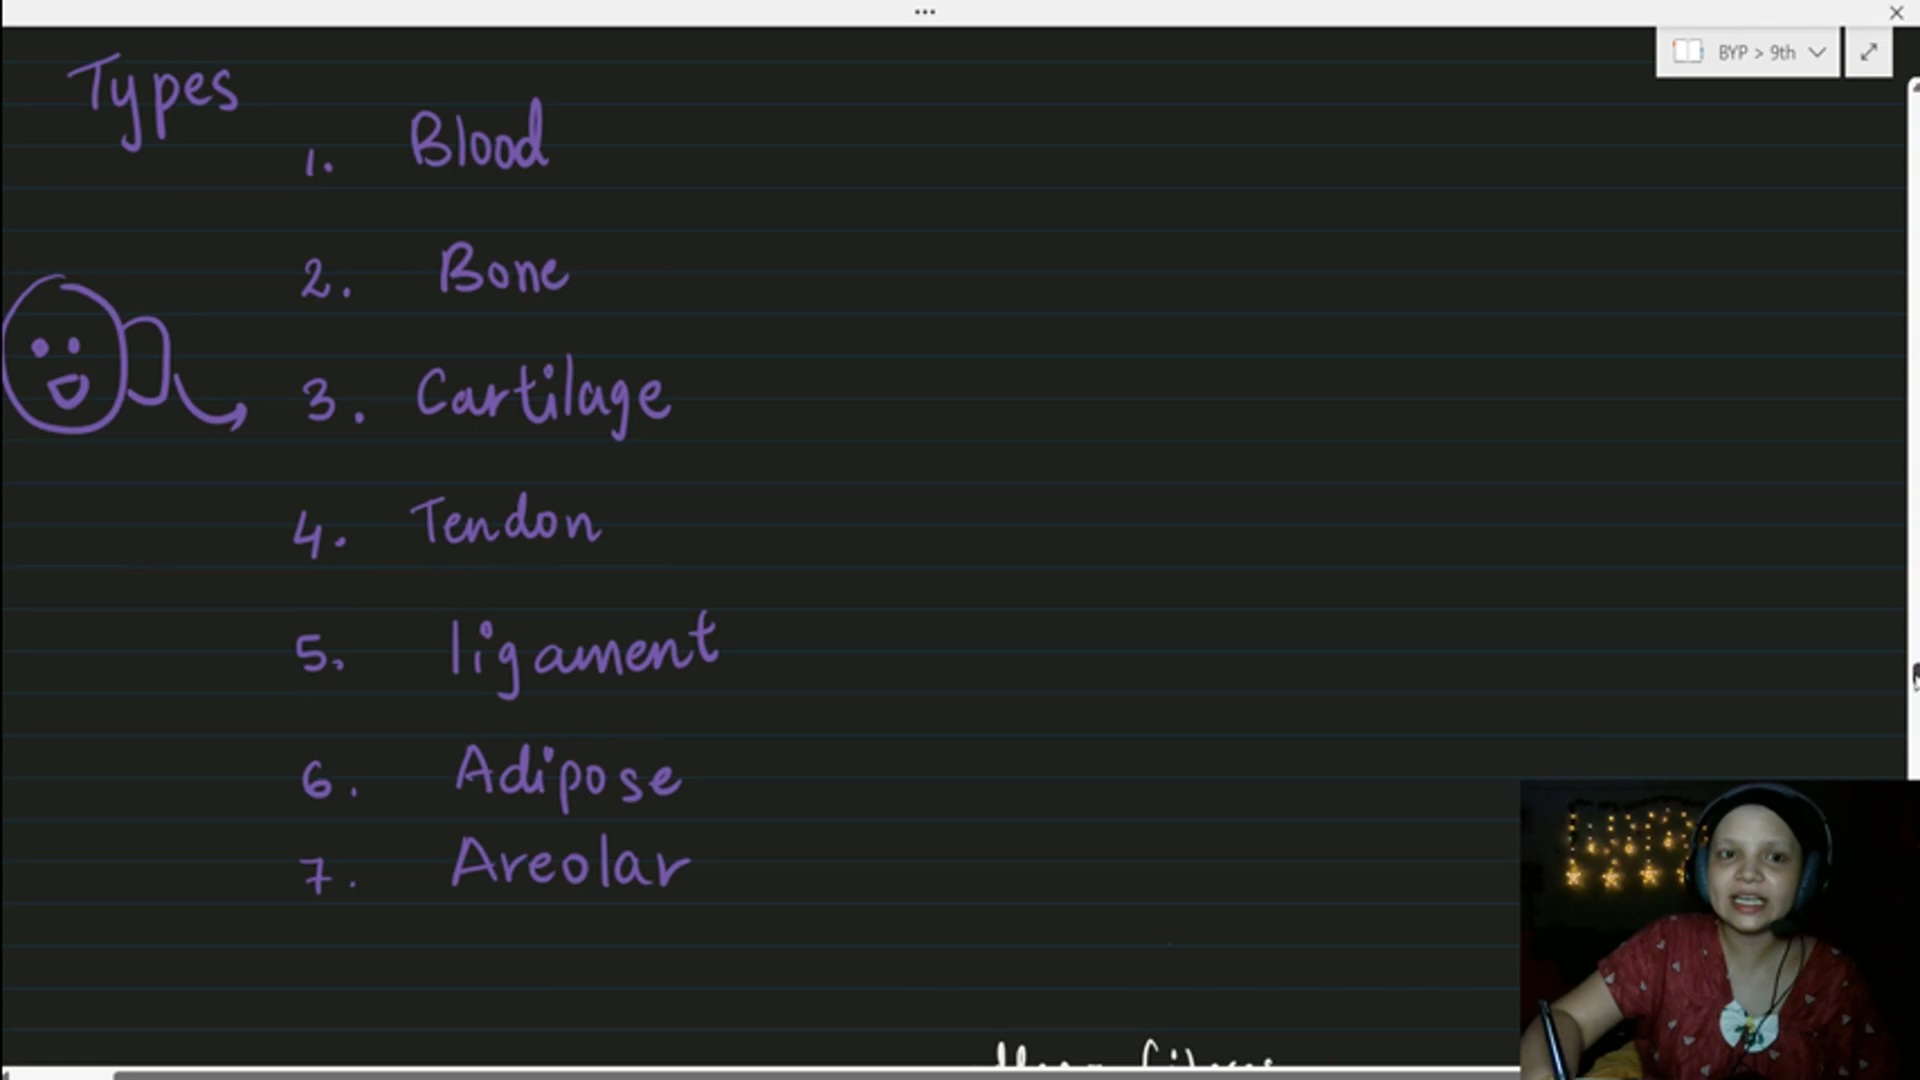 ...
BYP > 9th
Types
1. Blood
2. Bone
3. Cartilage
4. Tendon
5. ligament
6. Adipose
7. Areolar